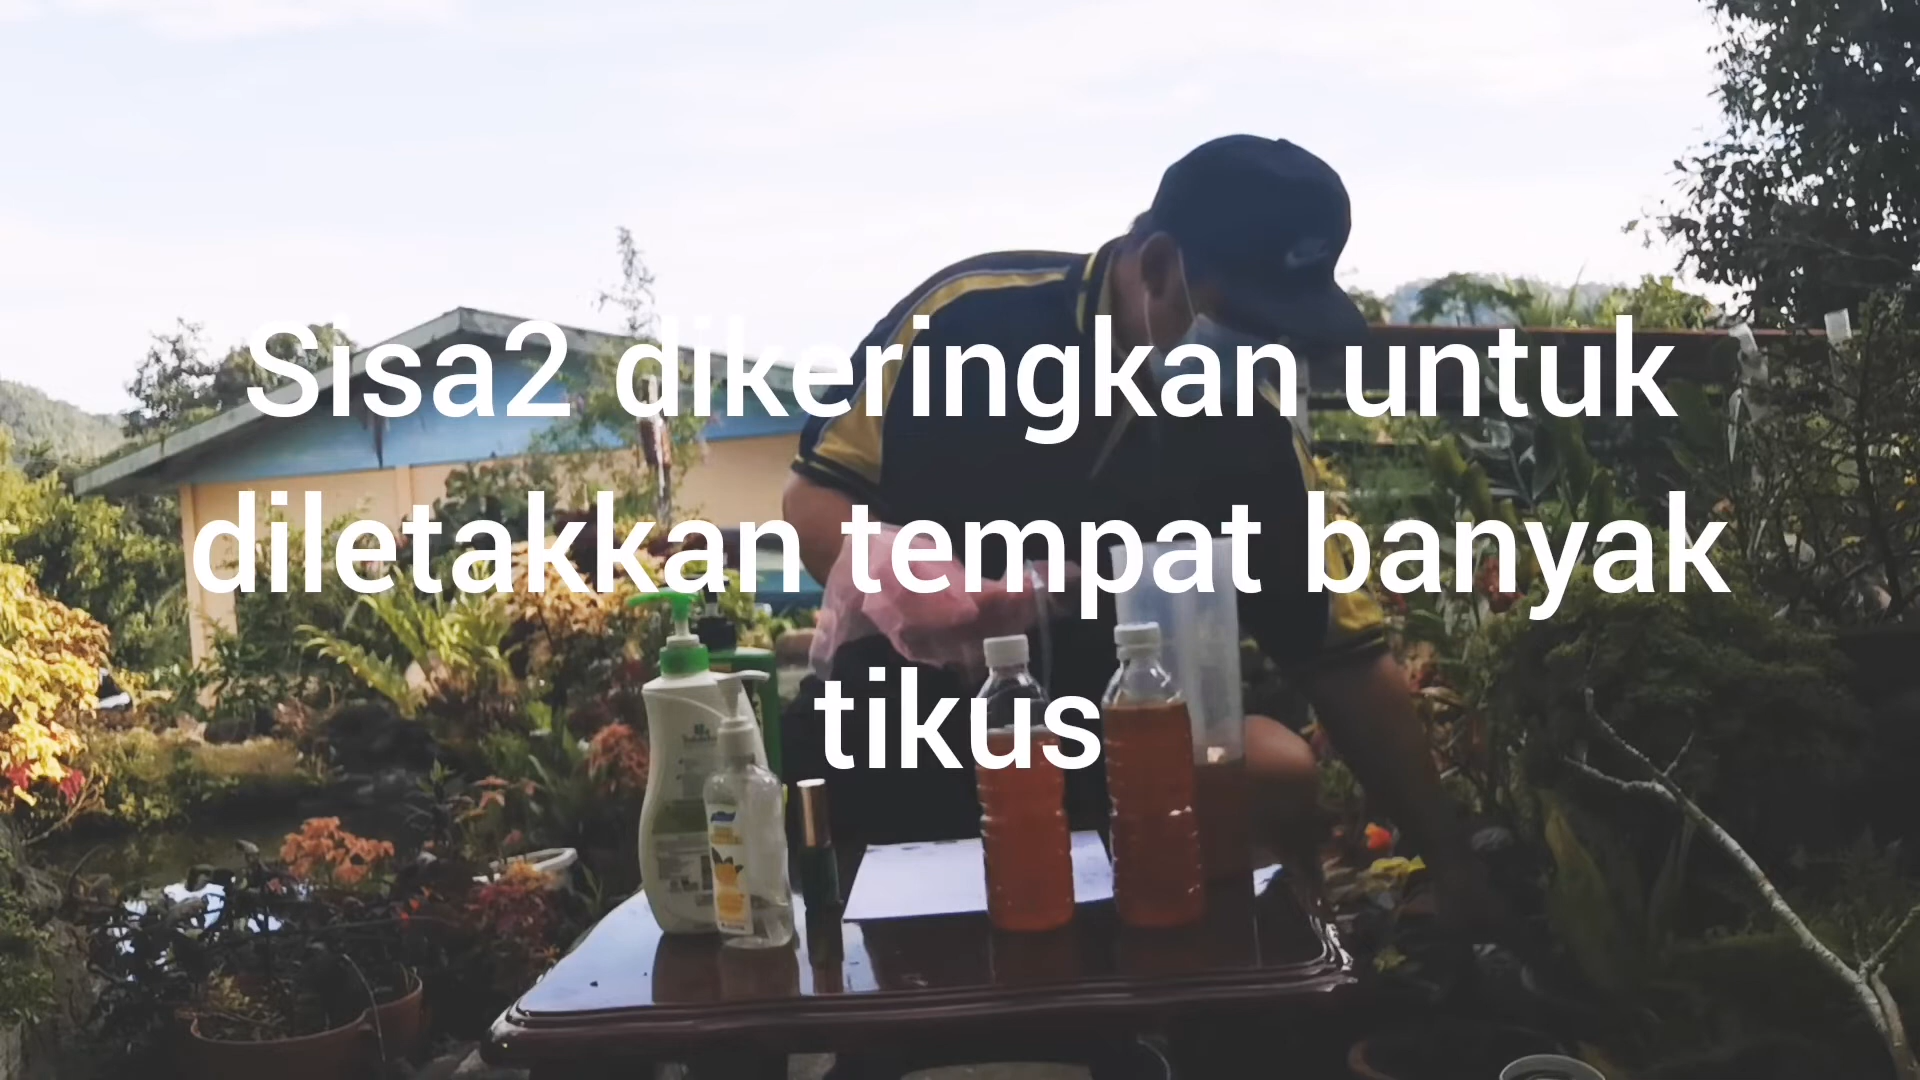 Sisa2 dikeringkan untuk
diletakkan tempat banyak
tikus